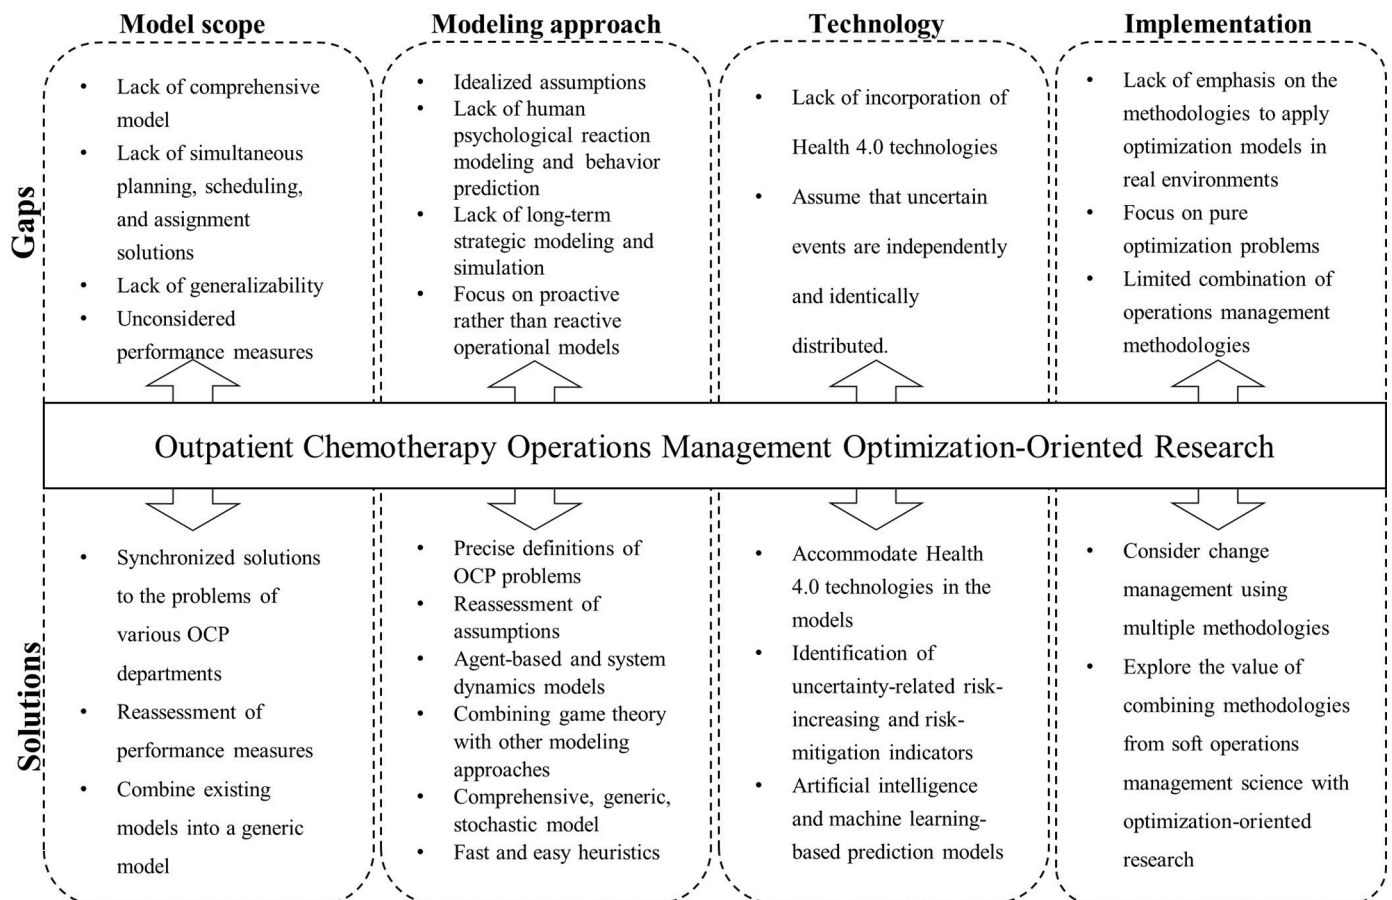 Model scope
Modeling approach
Technology
Implementation
Gaps
• Lack of comprehensive
model
• Lack of simultaneous
planning, scheduling,
and assignment
solutions
• Lack of generalizability
• Unconsidered
performance measures
• Idealized assumptions
• Lack of human
psychological reaction
modeling and behavior
prediction
• Lack of long-term
strategic modeling and
simulation
• Focus on proactive
rather than reactive
operational models
• Lack of incorporation of
Health 4.0 technologies
• Assume that uncertain
events are independently
and identically
distributed.
• Lack of emphasis on the
methodologies to apply
optimization models in
real environments
• Focus on pure
optimization problems
• Limited combination of
operations management
methodologies
Outpatient Chemotherapy Operations Management Optimization-Oriented Research
Solutions
• Synchronized solutions
to the problems of
various OCP
departments
• Reassessment of
performance measures
• Combine existing
models into a generic
model
• Precise definitions of
OCP problems
• Reassessment of
assumptions
• Agent-based and system
dynamics models
• Combining game theory
with other modeling
approaches
• Comprehensive, generic,
stochastic model
• Fast and easy heuristics
• Accommodate Health
4.0 technologies in the
models
• Identification of
uncertainty-related risk-
increasing and risk-
mitigation indicators
• Artificial intelligence
and machine learning-
based prediction models
• Consider change
management using
multiple methodologies
• Explore the value of
combining methodologies
from soft operations
management science with
optimization-oriented
research